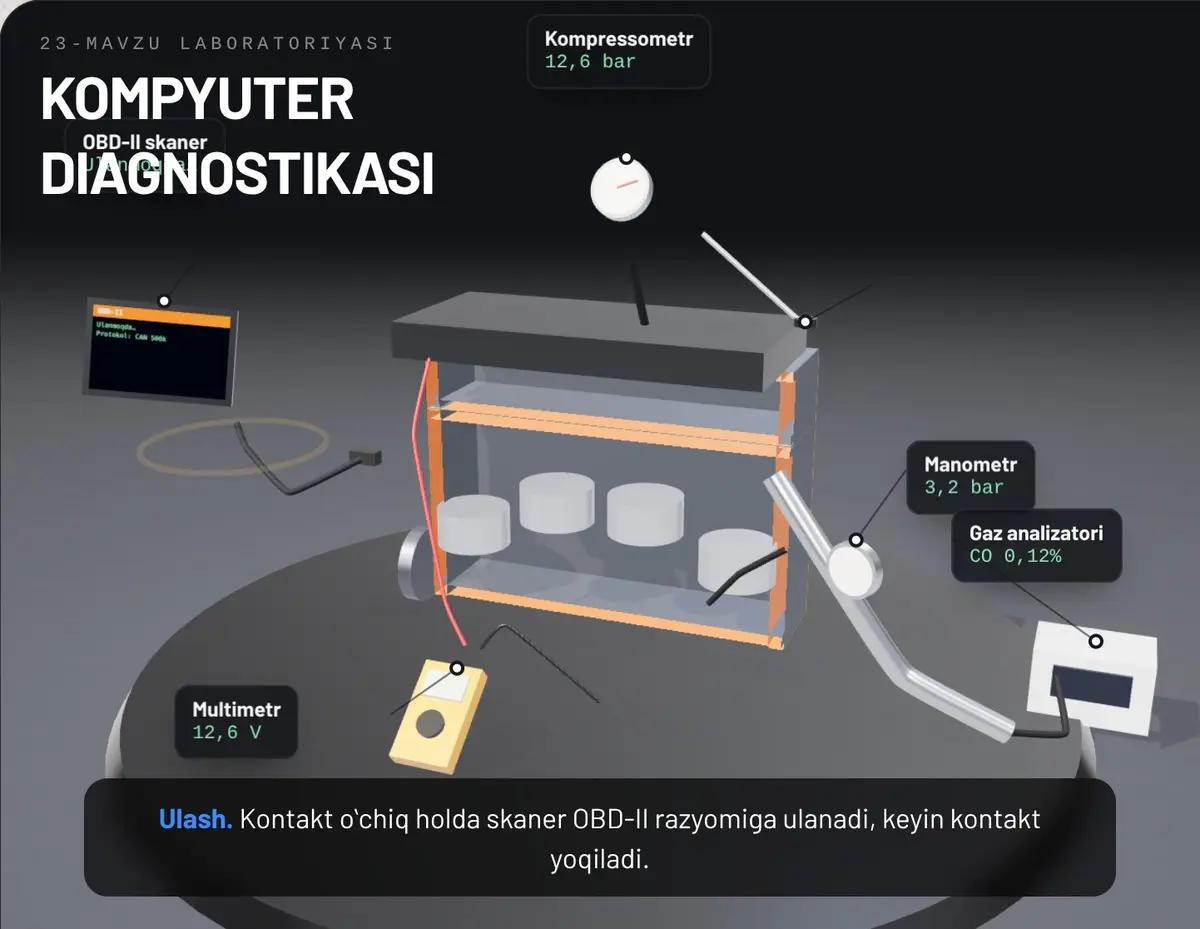 23-MAVZU LABORATORIYASI
KOMPYUTER
DIAGNOSTIKASI
OBD-II skaner
Ulanmoqda…
Kompressometr
12,6 bar
OBD-II
Ulanmoqda…
Protokol: CAN 500k
Manometr
3,2 bar
Gaz analizatori
CO 0,12%
Multimetr
12,6 V
Ulash. Kontakt o‘chiq holda skaner OBD-II razyomiga ulanadi, keyin kontakt
yoqiladi.